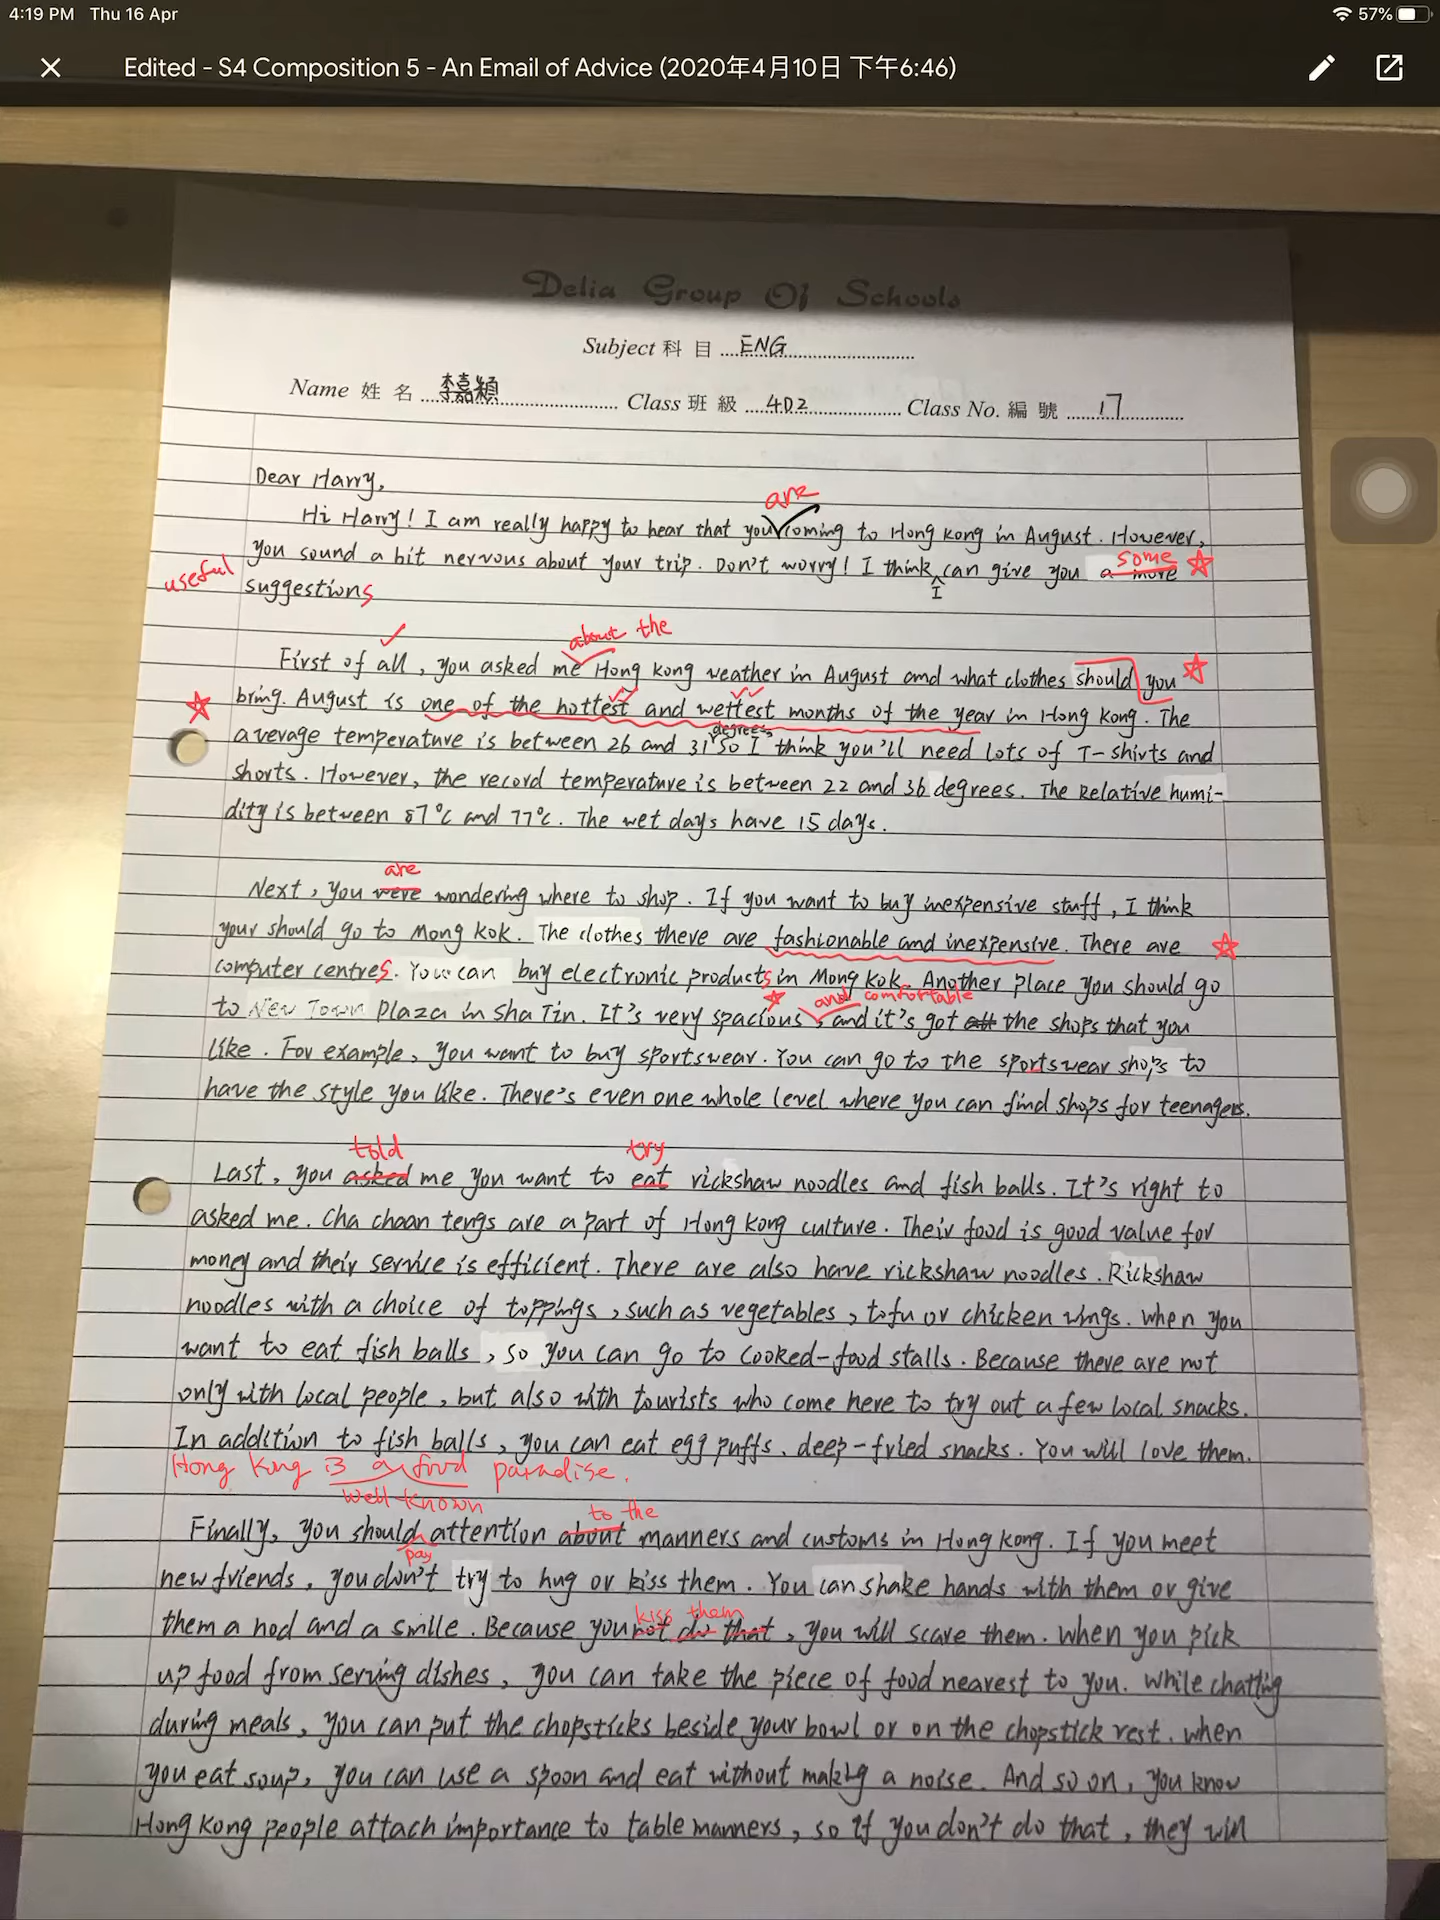 4:19 PM Thu 16 Apr 57%
Edited - S4 Composition 5 - An Email of Advice (2020年4月10日 下午6:46)
Delia Group Of Schools
Subject 科 目 ENG
Name 姓 名 李嘉穎 Class 班 級 4D2 Class No. 編 號 17
Dear Harry,
are
Hi Harry! I am really happy to hear that you coming to Hong Kong in August. However,
you sound a bit nervous about your trip. Don't worry! I think I can give you a more some
useful suggestions
about the
First of all, you asked me Hong Kong weather in August and what clothes should you
bring. August is one of the hottest and wettest months of the year in Hong Kong. The
average temperature is between 26 and 31 degrees so I think you'll need lots of T-shirts and
shorts. However, the record temperature is between 22 and 36 degrees. The Relative humi-
dity is between 87°c and 77°c. The wet days have 15 days.
are
Next, you were wondering where to shop. If you want to buy inexpensive stuff, I think
your should go to Mong Kok. The clothes there are fashionable and inexpensive. There are
computer centres. You can buy electronic products in Mong Kok. Another place you should go
and comfortable
to New Town Plaza in Sha Tin. It's very spacious, and it's got all the shops that you
like. For example, you want to buy sportswear. You can go to the sportswear shops to
have the style you like. There's even one whole level where you can find shops for teenagers.
told try
Last, you asked me you want to eat rickshaw noodles and fish balls. It's right to
asked me. Cha chaan tengs are a part of Hong Kong culture. Their food is good value for
money and their service is efficient. There are also have rickshaw noodles. Rickshaw
noodles with a choice of toppings, such as vegetables, tofu or chicken wings. When you
want to eat fish balls, so you can go to cooked-food stalls. Because there are not
only with local people, but also with tourists who come here to try out a few local snacks.
In addition to fish balls, you can eat egg puffs, deep-fried snacks. You will love them.
Hong Kong is a food paradise.
well-known
to the
Finally, you should attention about manners and customs in Hong Kong. If you meet
pay
new friends, you don't try to hug or kiss them. You can shake hands with them or give
kiss them
them a nod and a smile. Because you not do that, you will scare them. When you pick
up food from serving dishes, you can take the piece of food nearest to you. While chatting
during meals, you can put the chopsticks beside your bowl or on the chopstick rest. When
you eat soup, you can use a spoon and eat without making a noise. And so on, you know
Hong Kong people attach importance to table manners, so if you don't do that, they will